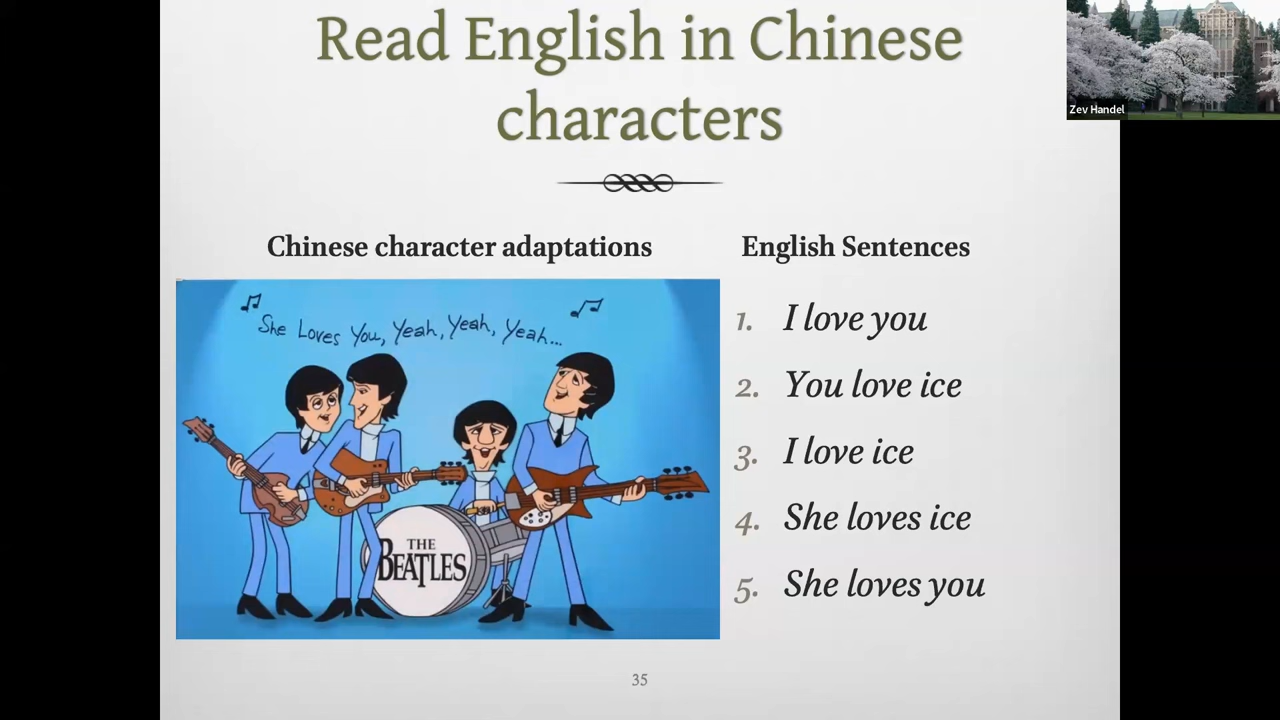 Read English in Chinese
characters
Zev Handel
Chinese character adaptations
English Sentences
She Loves You, Yeah, Yeah, Yeah...
THE
BEATLES
1. I love you
2. You love ice
3. I love ice
4. She loves ice
5. She loves you
35